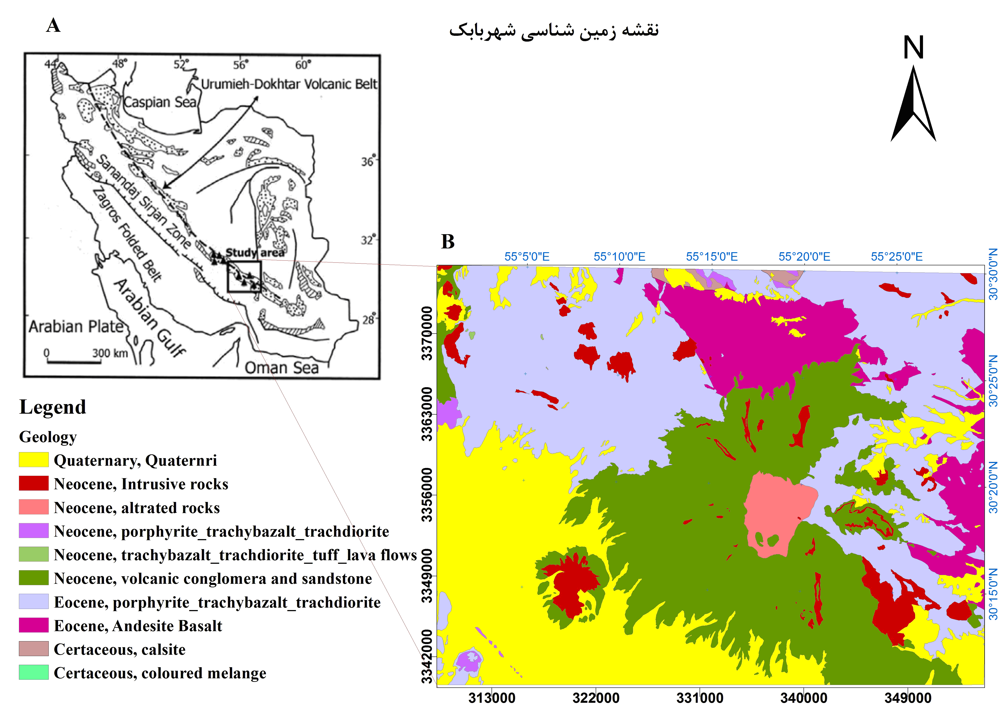 A
نقشه زمین شناسی شهربابک
N
44°
48°
52°
56°
60°
Urumieh-Dokhtar Volcanic Belt
Caspian Sea
36°
Sanandaj Sirjan Zone
Zagros Folded Belt
32°
Study area
Arabian Gulf
28°
Arabian Plate
0
300 km
Oman Sea
B
55°5'0"E
55°10'0"E
55°15'0"E
55°20'0"E
55°25'0"E
30°30'0"N
30°25'0"N
30°20'0"N
30°15'0"N
3370000
3363000
3356000
3349000
3342000
313000
322000
331000
340000
349000
Legend
Geology
Quaternary, Quaternri
Neocene, Intrusive rocks
Neocene, altrated rocks
Neocene, porphyrite_trachybazalt_trachdiorite
Neocene, trachybazalt_trachdiorite_tuff_lava flows
Neocene, volcanic conglomera and sandstone
Eocene, porphyrite_trachybazalt_trachdiorite
Eocene, Andesite Basalt
Certaceous, calsite
Certaceous, coloured melange